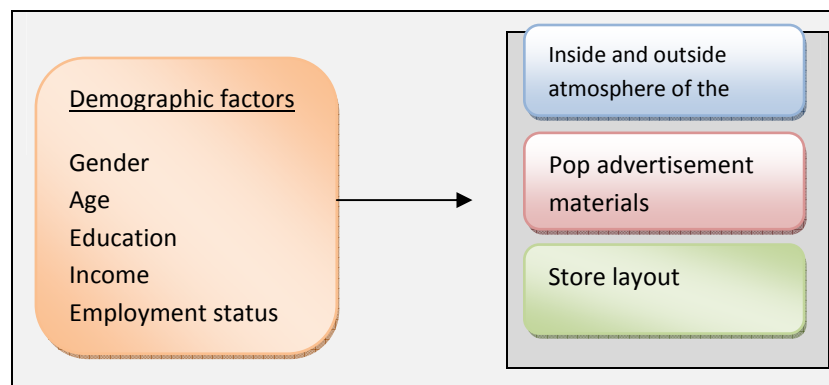 Demographic factors
Gender
Age
Education
Income
Employment status
Inside and outside
atmosphere of the
Pop advertisement
materials
Store layout